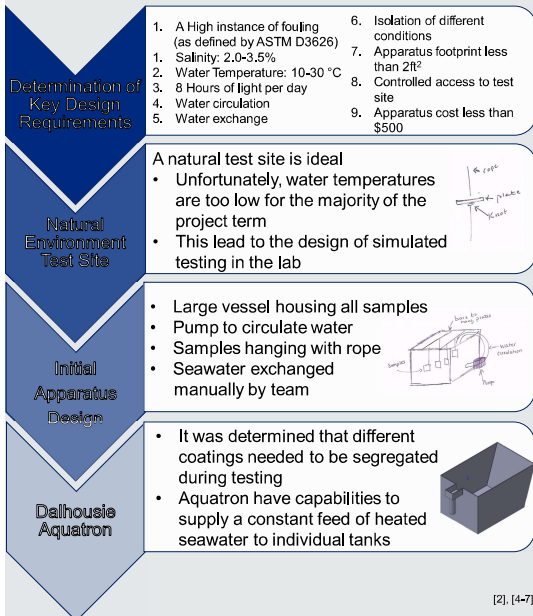 Determination of
Key Design
Requirements
1. A High instance of fouling
(as defined by ASTM D3626)
1. Salinity: 2.0-3.5%
2. Water Temperature: 10-30 °C
3. 8 Hours of light per day
4. Water circulation
5. Water exchange
6. Isolation of different
conditions
7. Apparatus footprint less
than 2ft²
8. Controlled access to test
site
9. Apparatus cost less than
$500
Natural
Environment
Test Site
A natural test site is ideal
• Unfortunately, water temperatures
are too low for the majority of the
project term
• This lead to the design of simulated
testing in the lab
rope
plate
Knot
Initial
Apparatus
Design
• Large vessel housing all samples
• Pump to circulate water
• Samples hanging with rope
• Seawater exchanged
manually by team
hang plates
water
circulation
Samples
Pump
Dalhousie
Aquatron
• It was determined that different
coatings needed to be segregated
during testing
• Aquatron have capabilities to
supply a constant feed of heated
seawater to individual tanks
[2], [4-7]